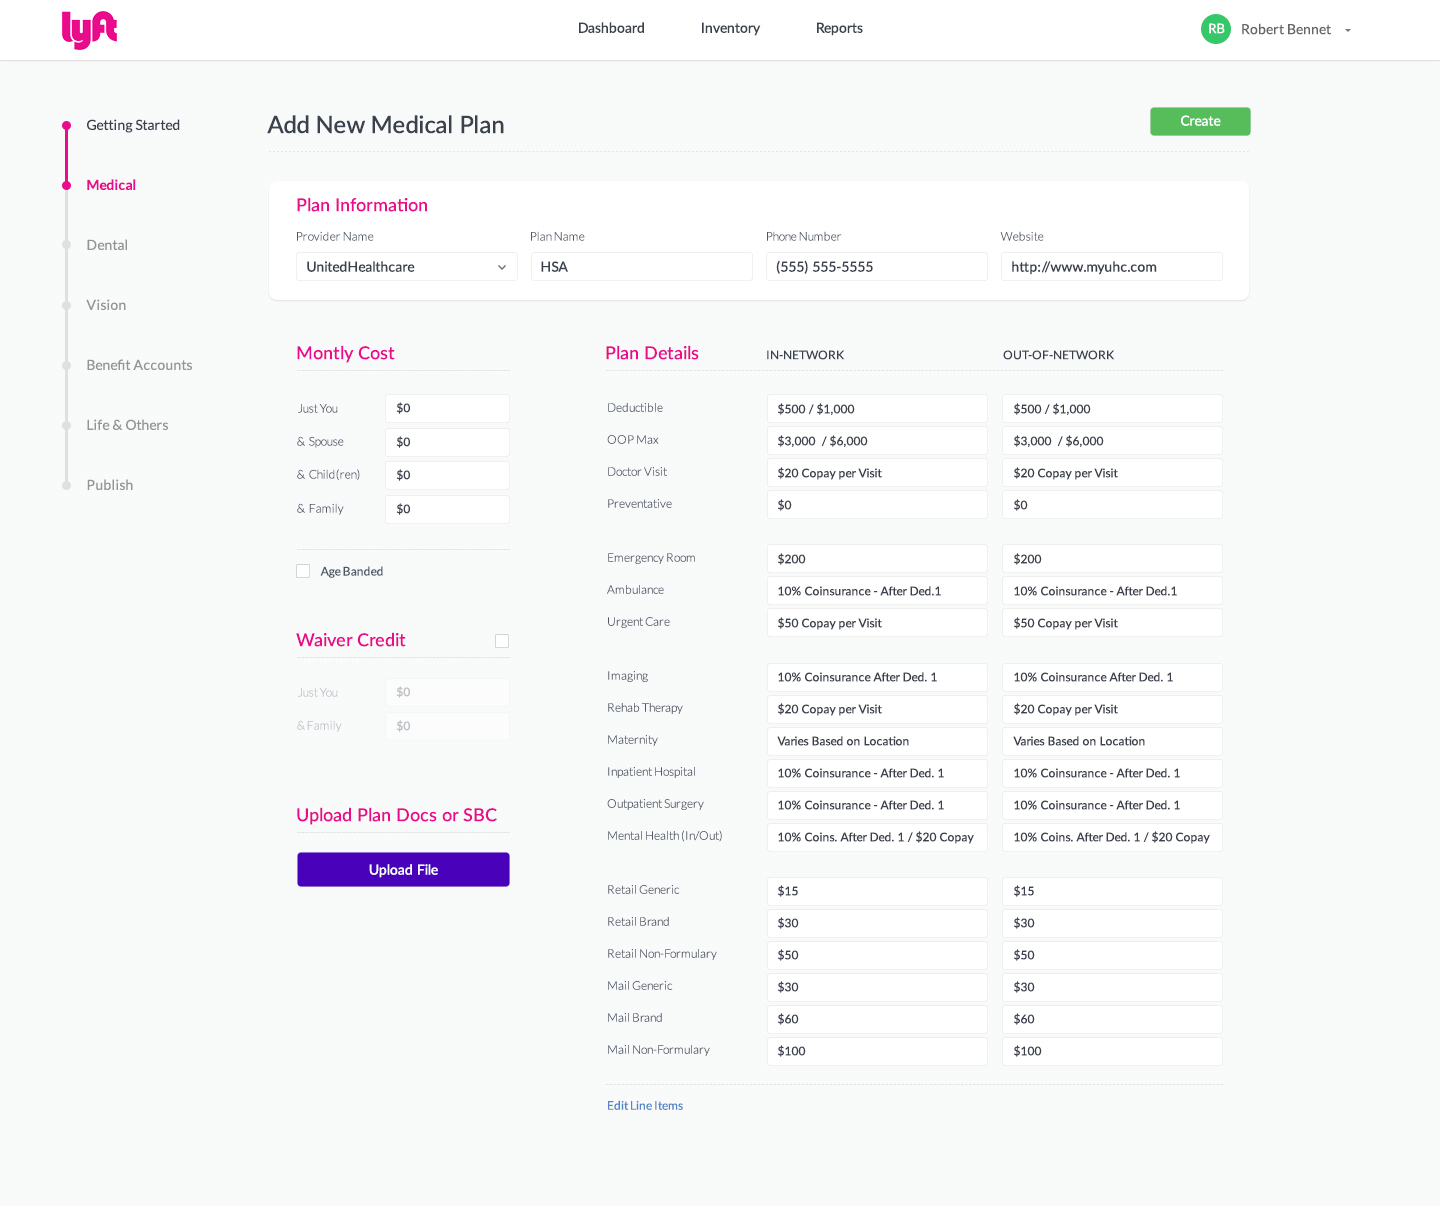 lyft
Dashboard Inventory Reports
RB Robert Bennet
Getting Started
Medical
Dental
Vision
Benefit Accounts
Life & Others
Publish
Add New Medical Plan
Create
Plan Information
Provider Name Plan Name Phone Number Website
UnitedHealthcare HSA (555) 555-5555 http://www.myuhc.com
Montly Cost
Just You $0
& Spouse $0
& Child(ren) $0
& Family $0
Age Banded
Waiver Credit
Just You $0
& Family $0
Upload Plan Docs or SBC
Upload File
Plan Details IN-NETWORK OUT-OF-NETWORK
Deductible $500 / $1,000 $500 / $1,000
OOP Max $3,000 / $6,000 $3,000 / $6,000
Doctor Visit $20 Copay per Visit $20 Copay per Visit
Preventative $0 $0
Emergency Room $200 $200
Ambulance 10% Coinsurance - After Ded.1 10% Coinsurance - After Ded.1
Urgent Care $50 Copay per Visit $50 Copay per Visit
Imaging 10% Coinsurance After Ded. 1 10% Coinsurance After Ded. 1
Rehab Therapy $20 Copay per Visit $20 Copay per Visit
Maternity Varies Based on Location Varies Based on Location
Inpatient Hospital 10% Coinsurance - After Ded. 1 10% Coinsurance - After Ded. 1
Outpatient Surgery 10% Coinsurance - After Ded. 1 10% Coinsurance - After Ded. 1
Mental Health (In/Out) 10% Coins. After Ded. 1 / $20 Copay 10% Coins. After Ded. 1 / $20 Copay
Retail Generic $15 $15
Retail Brand $30 $30
Retail Non-Formulary $50 $50
Mail Generic $30 $30
Mail Brand $60 $60
Mail Non-Formulary $100 $100
Edit Line Items